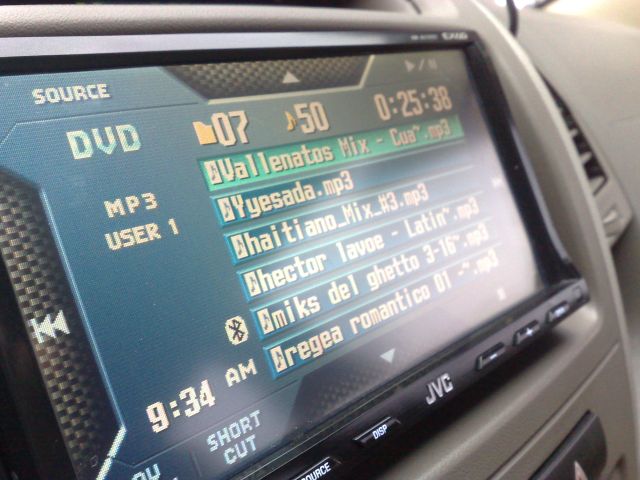 SOURCE
DVD
07 50 0:25:38
MP3
USER 1
Vallenatos Mix - Cua~.mp3
Yyesada.mp3
haitiano_Mix_#3.mp3
hector lavoe - Latin~.mp3
miks del ghetto 3-16~.mp3
regea romantico 01 -~.mp3
9:34 AM
SHORT
CUT
SOURCE
DISP
JVC